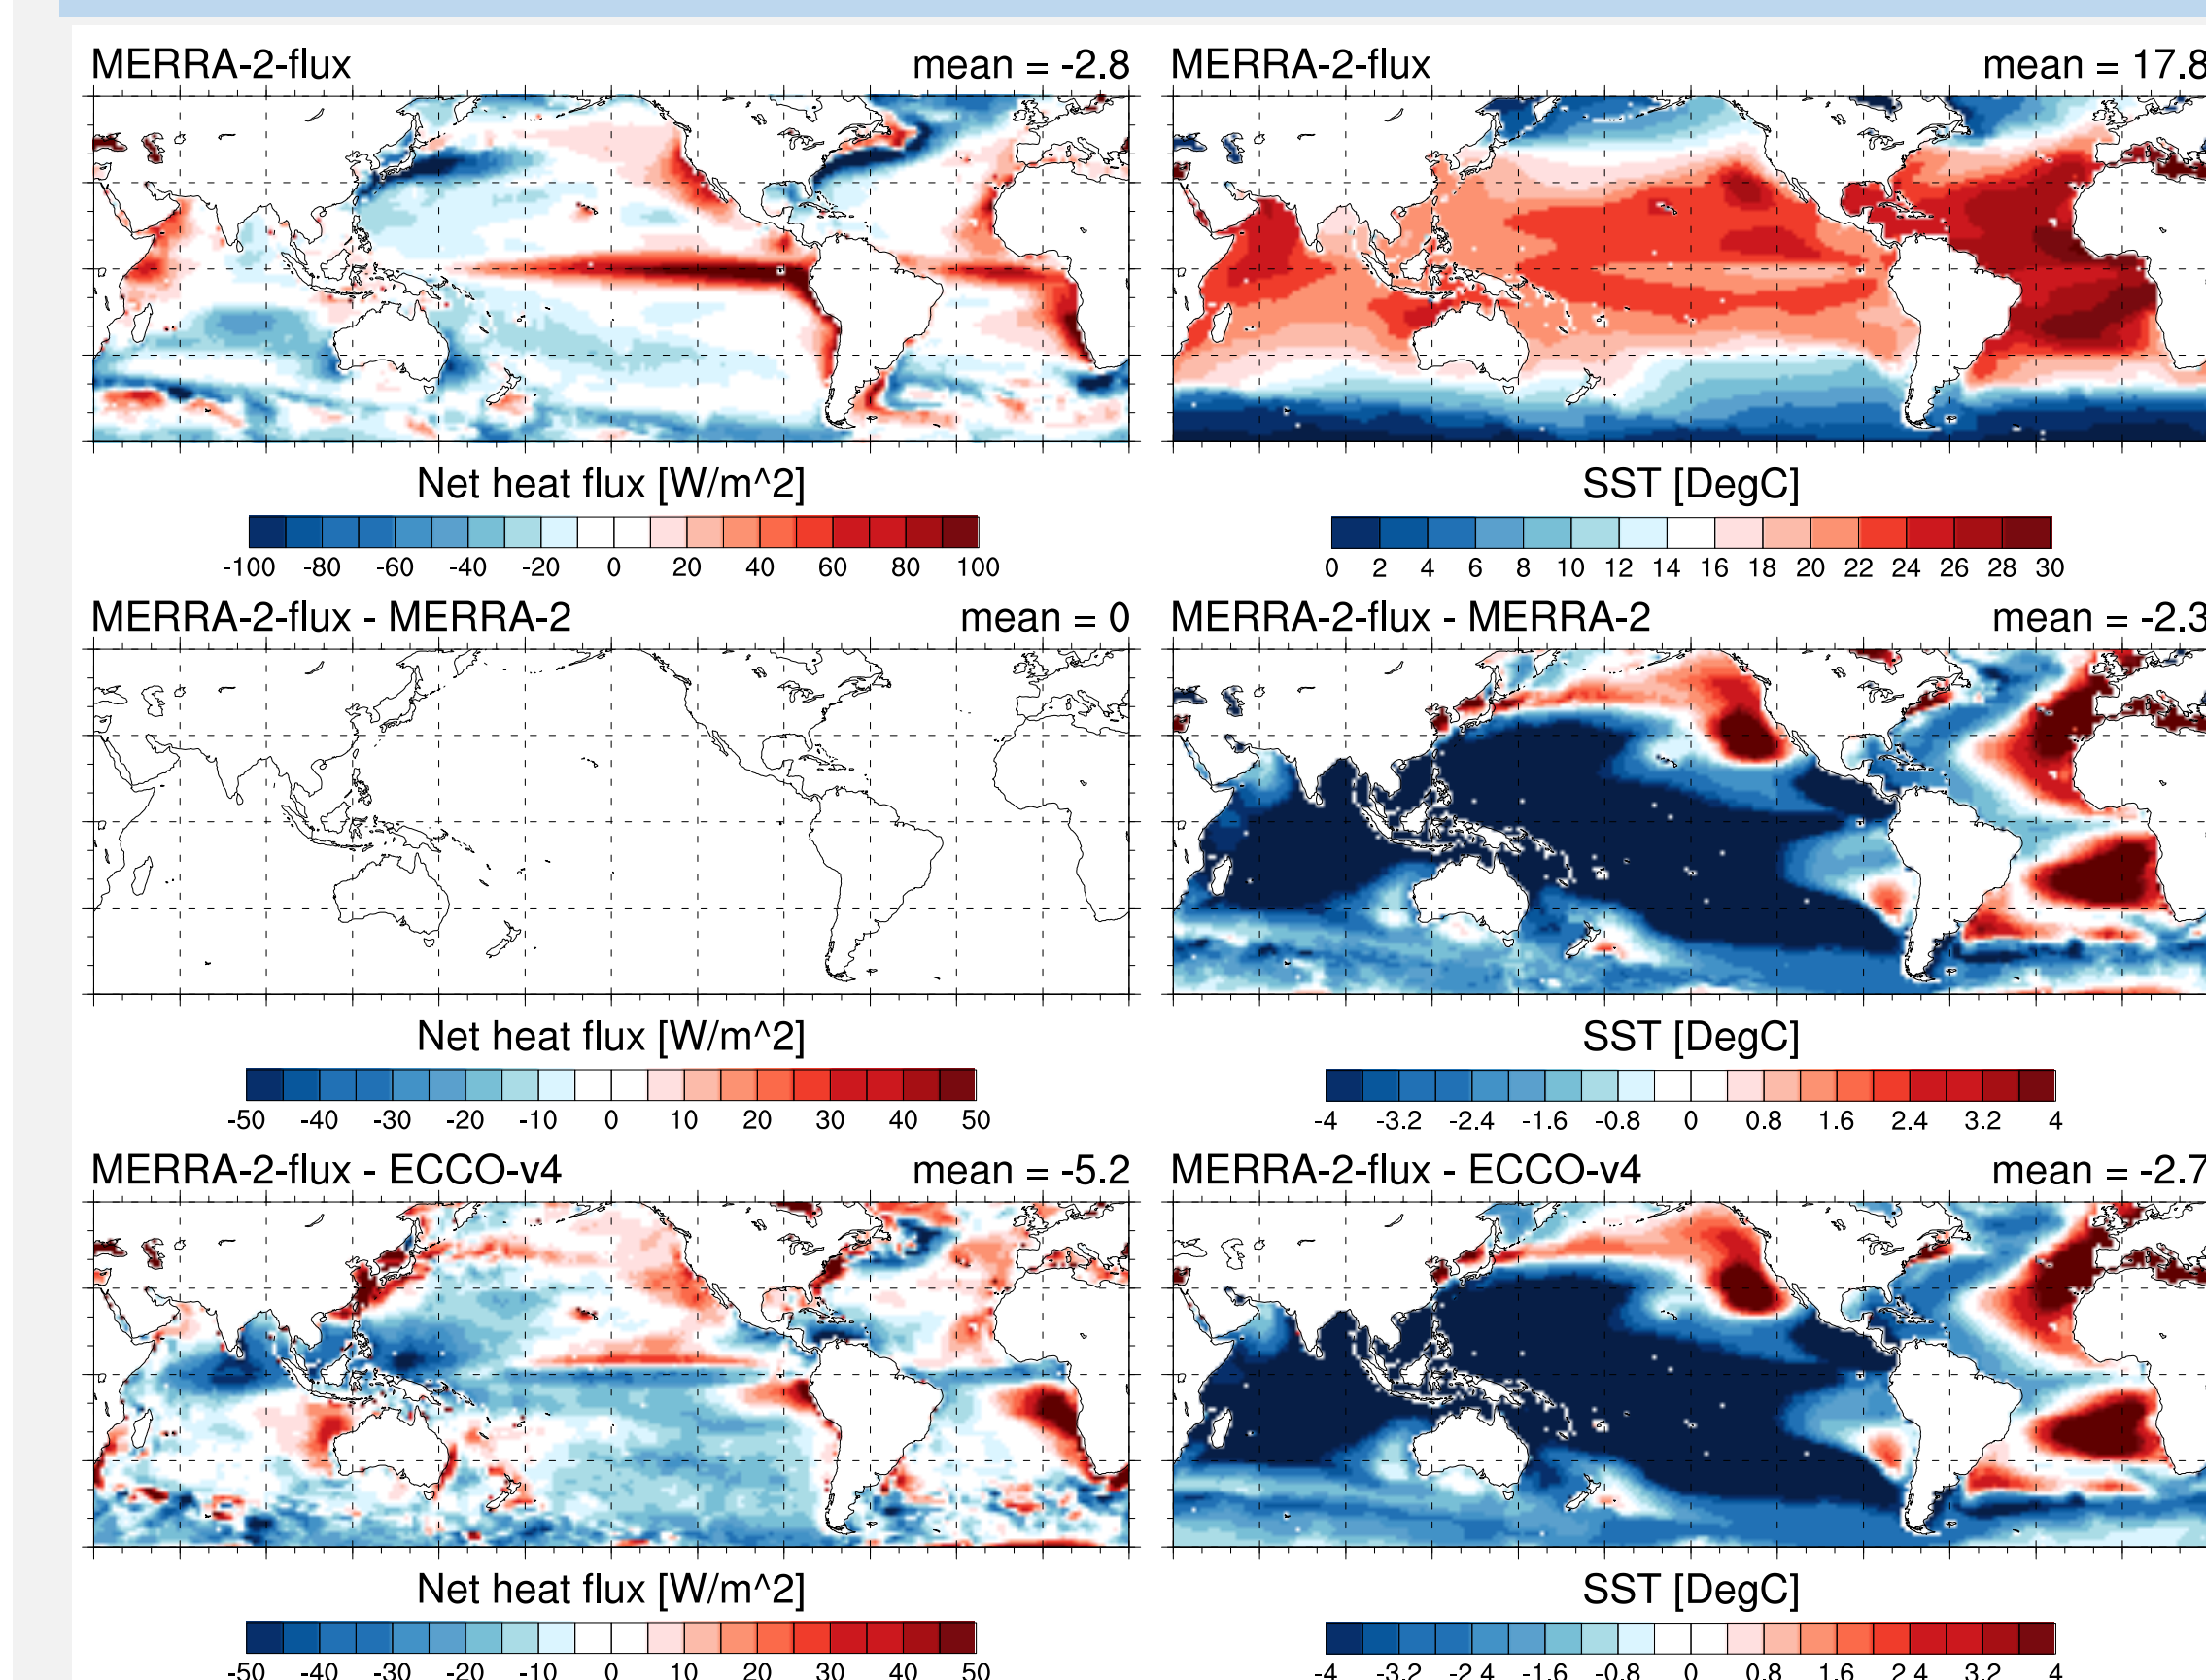 MERRA-2-flux mean = -2.8
Net heat flux [W/m^2]
-100 -80 -60 -40 -20 0 20 40 60 80 100
MERRA-2-flux mean = 17.8
SST [DegC]
0 2 4 6 8 10 12 14 16 18 20 22 24 26 28 30
MERRA-2-flux - MERRA-2 mean = 0
Net heat flux [W/m^2]
-50 -40 -30 -20 -10 0 10 20 30 40 50
MERRA-2-flux - MERRA-2 mean = -2.3
SST [DegC]
-4 -3.2 -2.4 -1.6 -0.8 0 0.8 1.6 2.4 3.2 4
MERRA-2-flux - ECCO-v4 mean = -5.2
Net heat flux [W/m^2]
-50 -40 -30 -20 -10 0 10 20 30 40 50
MERRA-2-flux - ECCO-v4 mean = -2.7
SST [DegC]
-4 -3.2 -2.4 -1.6 -0.8 0 0.8 1.6 2.4 3.2 4